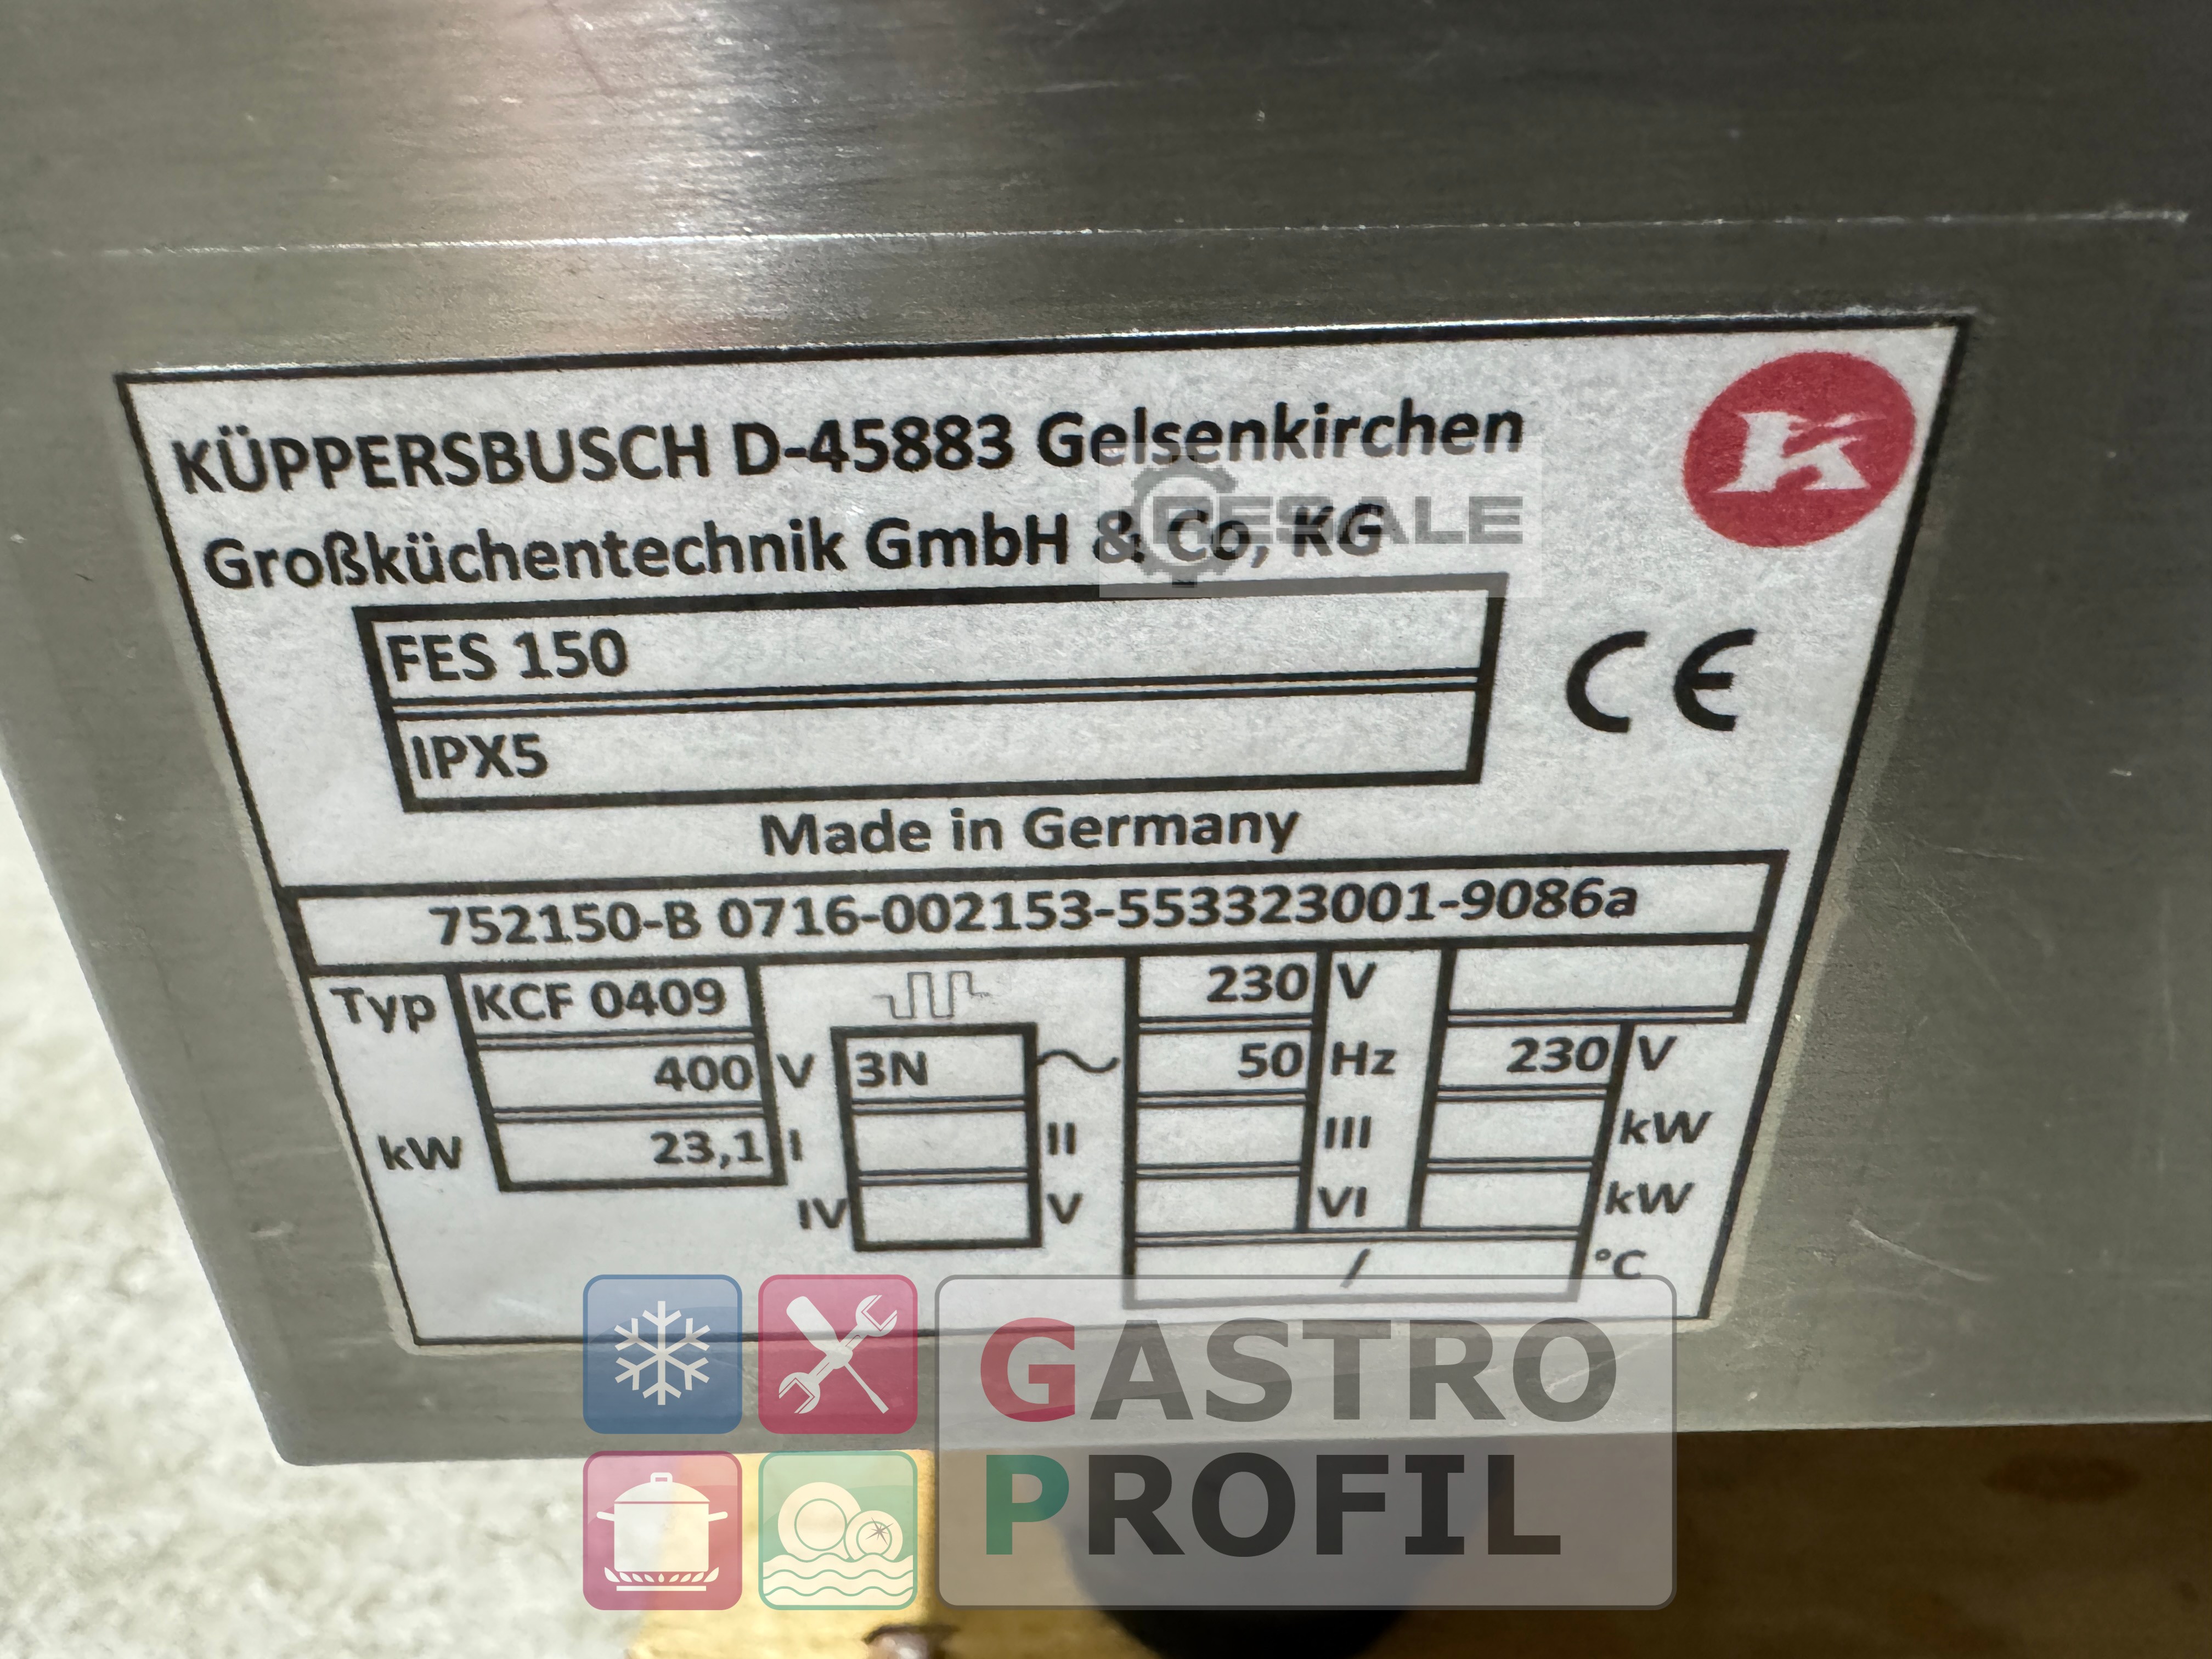 KÜPPERSBUSCH D-45883 Gelsenkirchen
K
Großküchentechnik GmbH & Co, KG
RESALE
FES 150
CE
IPX5
Made in Germany
752150-B 0716-002153-553323001-9086a
Typ KCF 0409 230 V
400 V 3N 50 Hz 230 V
kW 23,1 I II III kW
IV V VI kW
/ °C
GASTRO
PROFIL